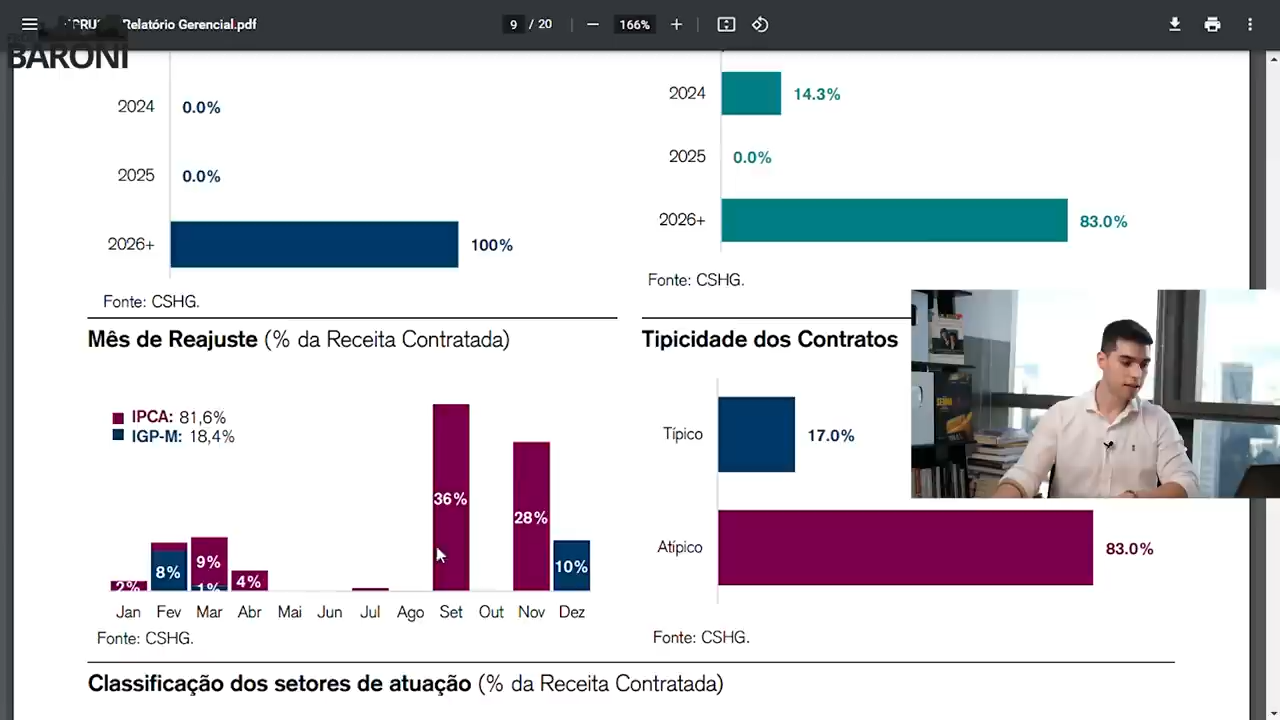 Relatório Gerencial.pdf
9 / 20
166%
BARONI
2024 0.0%
2025 0.0%
2026+ 100%
Fonte: CSHG.
2024 14.3%
2025 0.0%
2026+ 83.0%
Fonte: CSHG.
Mês de Reajuste (% da Receita Contratada)
IPCA: 81,6%
IGP-M: 18,4%
2% 8% 9% 1% 4% 36% 28% 10%
Jan Fev Mar Abr Mai Jun Jul Ago Set Out Nov Dez
Fonte: CSHG.
Tipicidade dos Contratos
Típico 17.0%
Atípico 83.0%
Fonte: CSHG.
Classificação dos setores de atuação (% da Receita Contratada)